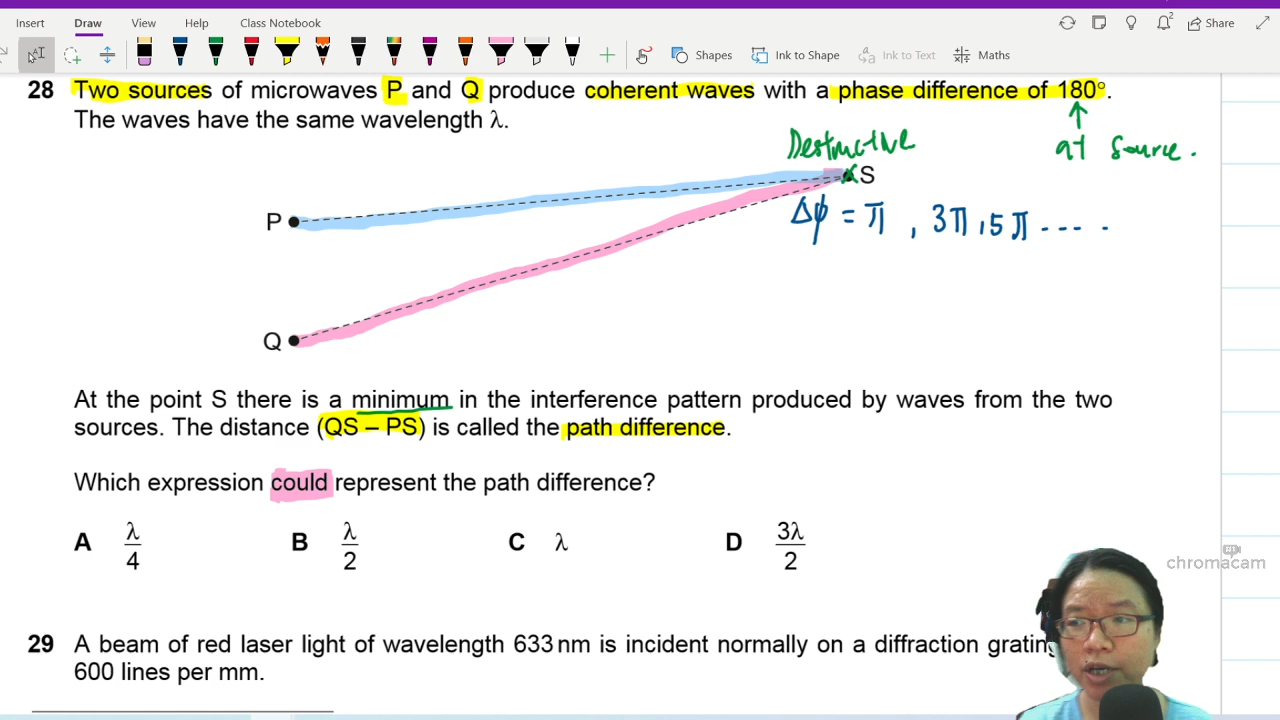 Insert Draw View Help Class Notebook 2 Share
Shapes Ink to Shape Ink to Text Maths
28 Two sources of microwaves P and Q produce coherent waves with a phase difference of 180°.
The waves have the same wavelength λ.
at source.
Destructive
S
P
Δφ = π, 3π, 5π ....
Q
At the point S there is a minimum in the interference pattern produced by waves from the two
sources. The distance (QS – PS) is called the path difference.
Which expression could represent the path difference?
A λ/4 B λ/2 C λ D 3λ/2
chromacam
29 A beam of red laser light of wavelength 633 nm is incident normally on a diffraction grating
600 lines per mm.